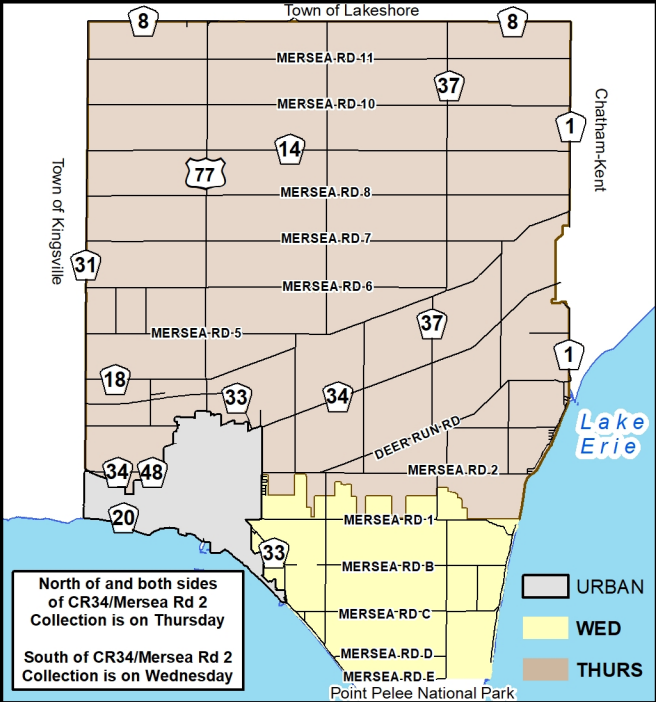 Town of Lakeshore
8
8
MERSEA RD 11
37
MERSEA RD 10
Chatham-Kent
1
14
Town of Kingsville
77
MERSEA RD 8
MERSEA RD 7
31
MERSEA RD 6
37
MERSEA RD 5
1
18
33
34
Lake
Erie
DEER RUN RD
34
48
MERSEA RD 2
20
MERSEA RD 1
33
MERSEA RD B
North of and both sides
of CR34/Mersea Rd 2
Collection is on Thursday
South of CR34/Mersea Rd 2
Collection is on Wednesday
URBAN
MERSEA RD C
WED
MERSEA RD D
THURS
MERSEA RD E
Point Pelee National Park